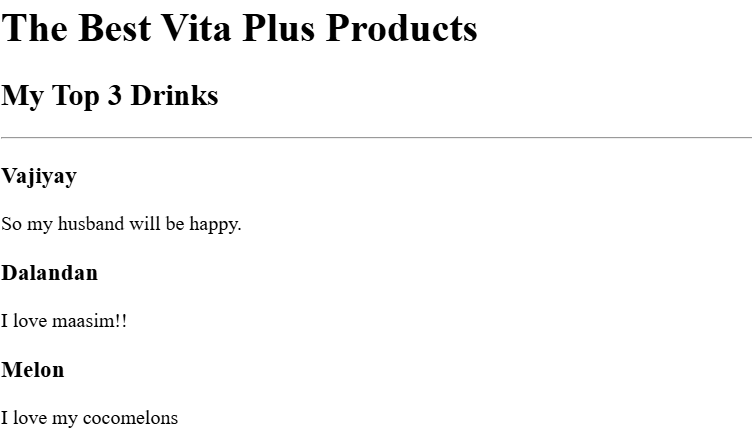 The Best Vita Plus Products
My Top 3 Drinks
Vajiyay
So my husband will be happy.
Dalandan
I love maasim!!
Melon
I love my cocomelons